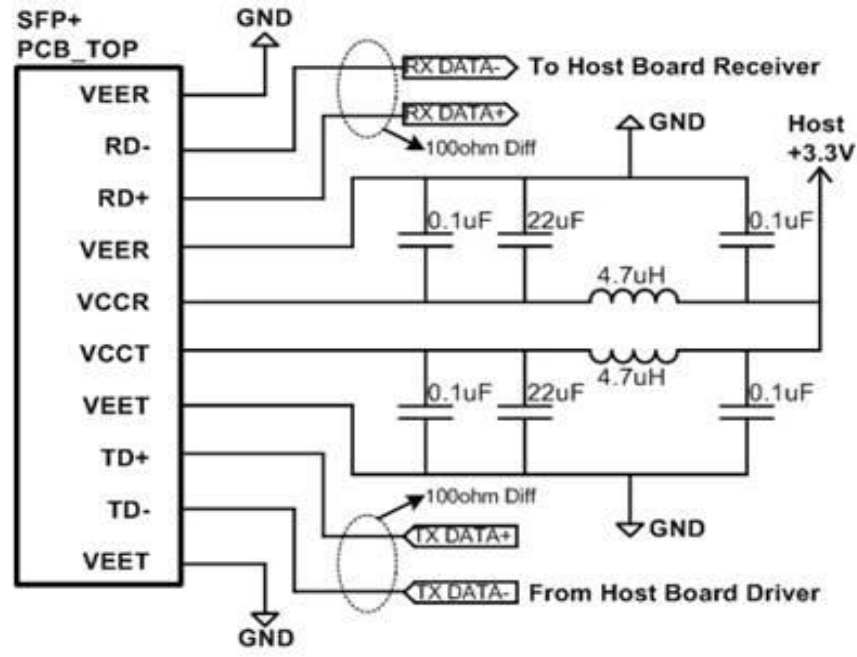 SFP+
PCB_TOP
GND
VEER
RD-
RD+
VEER
VCCR
VCCT
VEET
TD+
TD-
VEET
RX DATA-
To Host Board Receiver
RX DATA+
100ohm Diff
GND
Host
+3.3V
0.1uF
22uF
0.1uF
4.7uH
4.7uH
0.1uF
22uF
0.1uF
100ohm Diff
GND
TX DATA+
TX DATA-
From Host Board Driver
GND